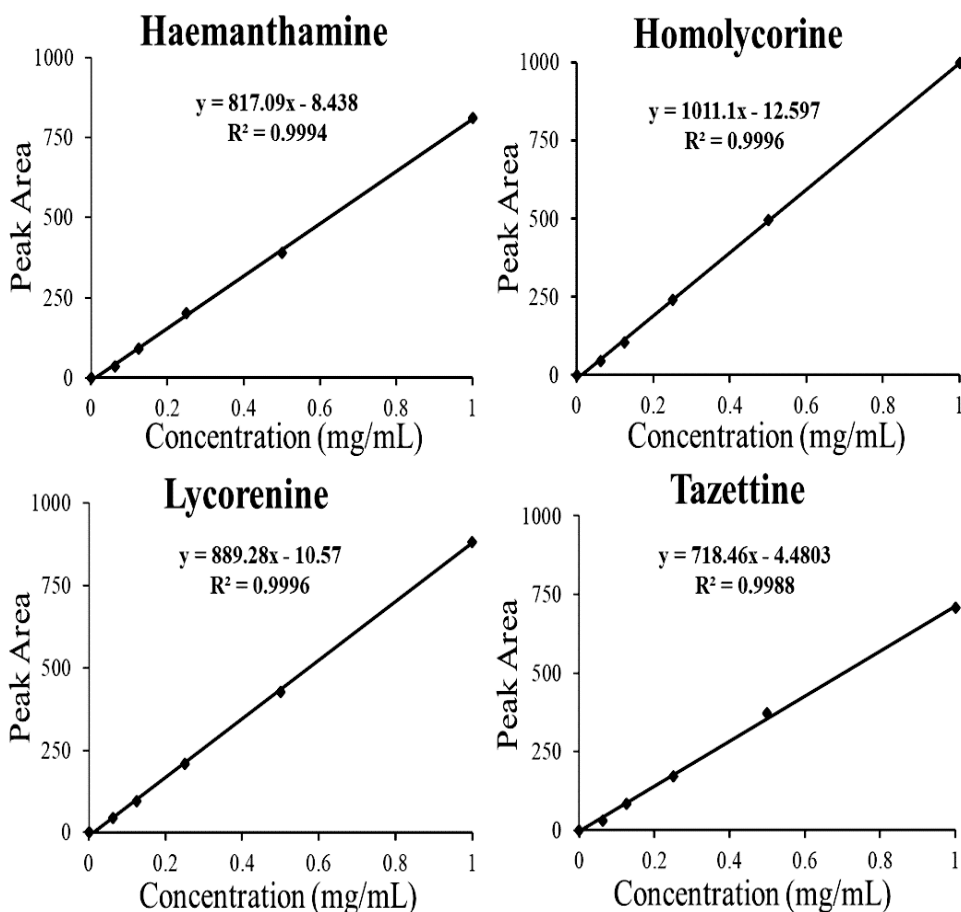 Haemanthamine
y = 817.09x - 8.438
R² = 0.9994
Peak Area
1000
750
500
250
0
0 0.2 0.4 0.6 0.8 1
Concentration (mg/mL)
Homolycorine
y = 1011.1x - 12.597
R² = 0.9996
Peak Area
1000
750
500
250
0
0 0.2 0.4 0.6 0.8 1
Concentration (mg/mL)
Lycorenine
y = 889.28x - 10.57
R² = 0.9996
Peak Area
1000
750
500
250
0
0 0.2 0.4 0.6 0.8 1
Concentration (mg/mL)
Tazettine
y = 718.46x - 4.4803
R² = 0.9988
Peak Area
1000
750
500
250
0
0 0.2 0.4 0.6 0.8 1
Concentration (mg/mL)